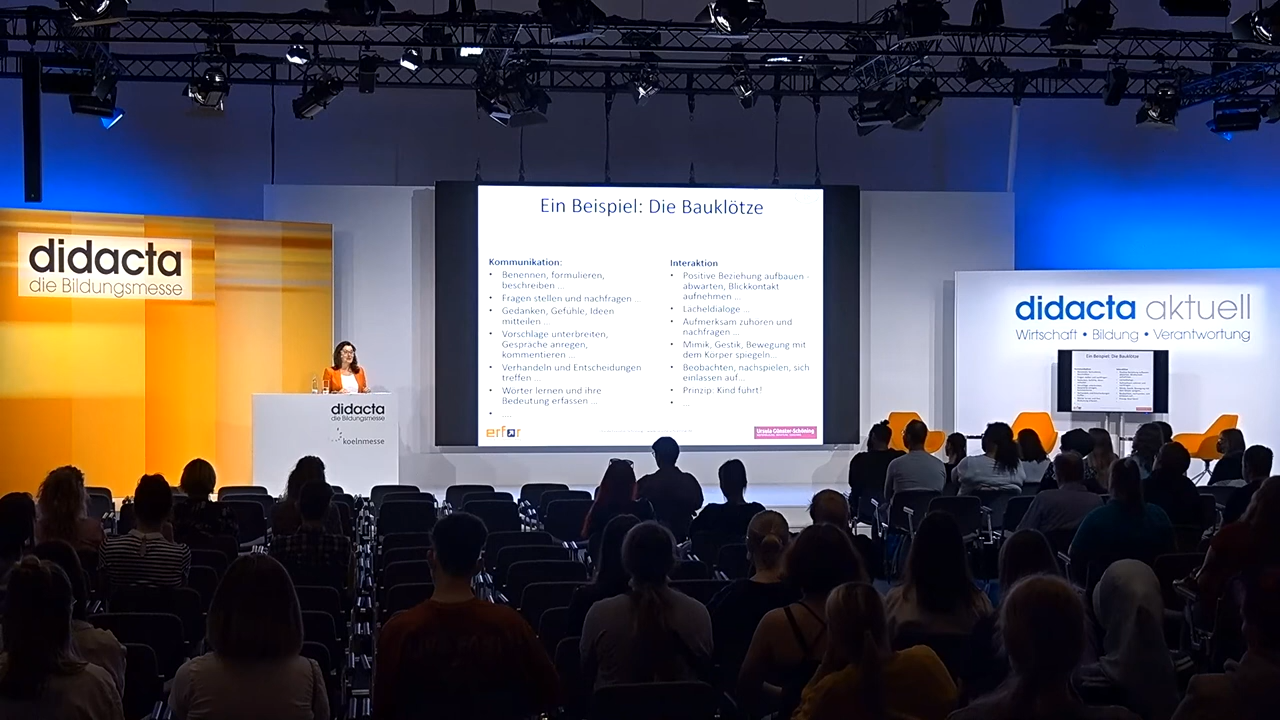 Ein Beispiel: Die Bauklötze
Kommunikation:
• Benennen, formulieren,
beschreiben ...
• Fragen stellen und nachfragen ...
• Gedanken, Gefühle, Ideen
mitteilen ...
• Vorschläge unterbreiten,
Gespräche anregen,
kommentieren ...
• Verhandeln und Entscheidungen
treffen ...
• Wörter lernen und ihre
Bedeutung erfassen ...
• ....
Interaktion
• Positive Beziehung aufbauen -
abwarten, Blickkontakt
aufnehmen ...
• Lächeldialoge ...
• Aufmerksam zuhören und
nachfragen ...
• Mimik, Gestik, Bewegung mit
dem Körper spiegeln...
• Beobachten, nachspielen, sich
einlassen auf...
• Prinzip: Kind führt!
• ...
Ursula Günster-Schöning
didacta
die Bildungsmesse
didacta aktuell
Wirtschaft • Bildung • Verantwortung
Ein Beispiel: Die Bauklötze
didacta
die Bildungsmesse
koelnmesse